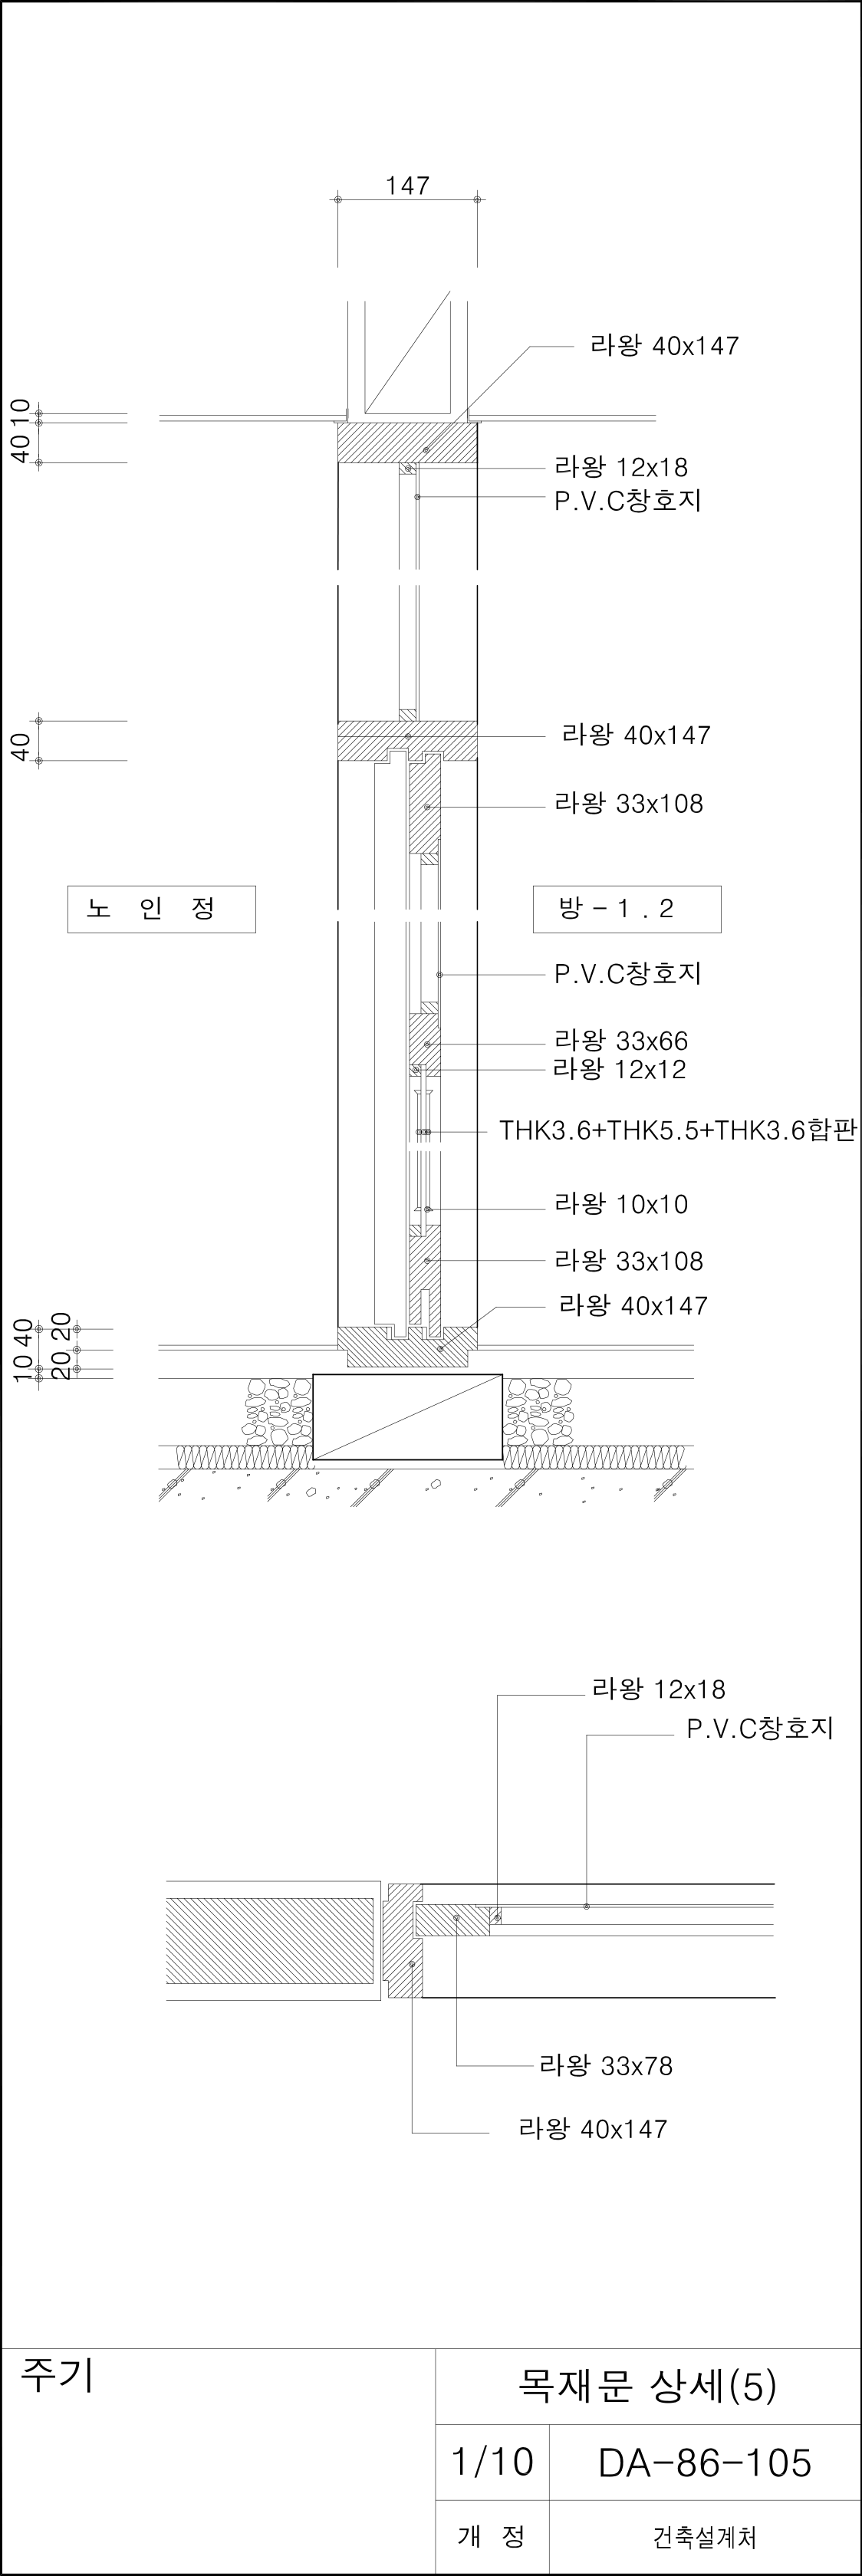 147
라왕 40x147
10
40
라왕 12x18
P.V.C창호지
40
라왕 40x147
라왕 33x108
노 인 정
방-1.2
P.V.C창호지
라왕 33x66
라왕 12x12
THK3.6+THK5.5+THK3.6합판
라왕 10x10
라왕 33x108
라왕 40x147
10 40
20 20
라왕 12x18
P.V.C창호지
라왕 33x78
라왕 40x147
주기
목재문 상세(5)
1/10
DA-86-105
개 정
건축설계처